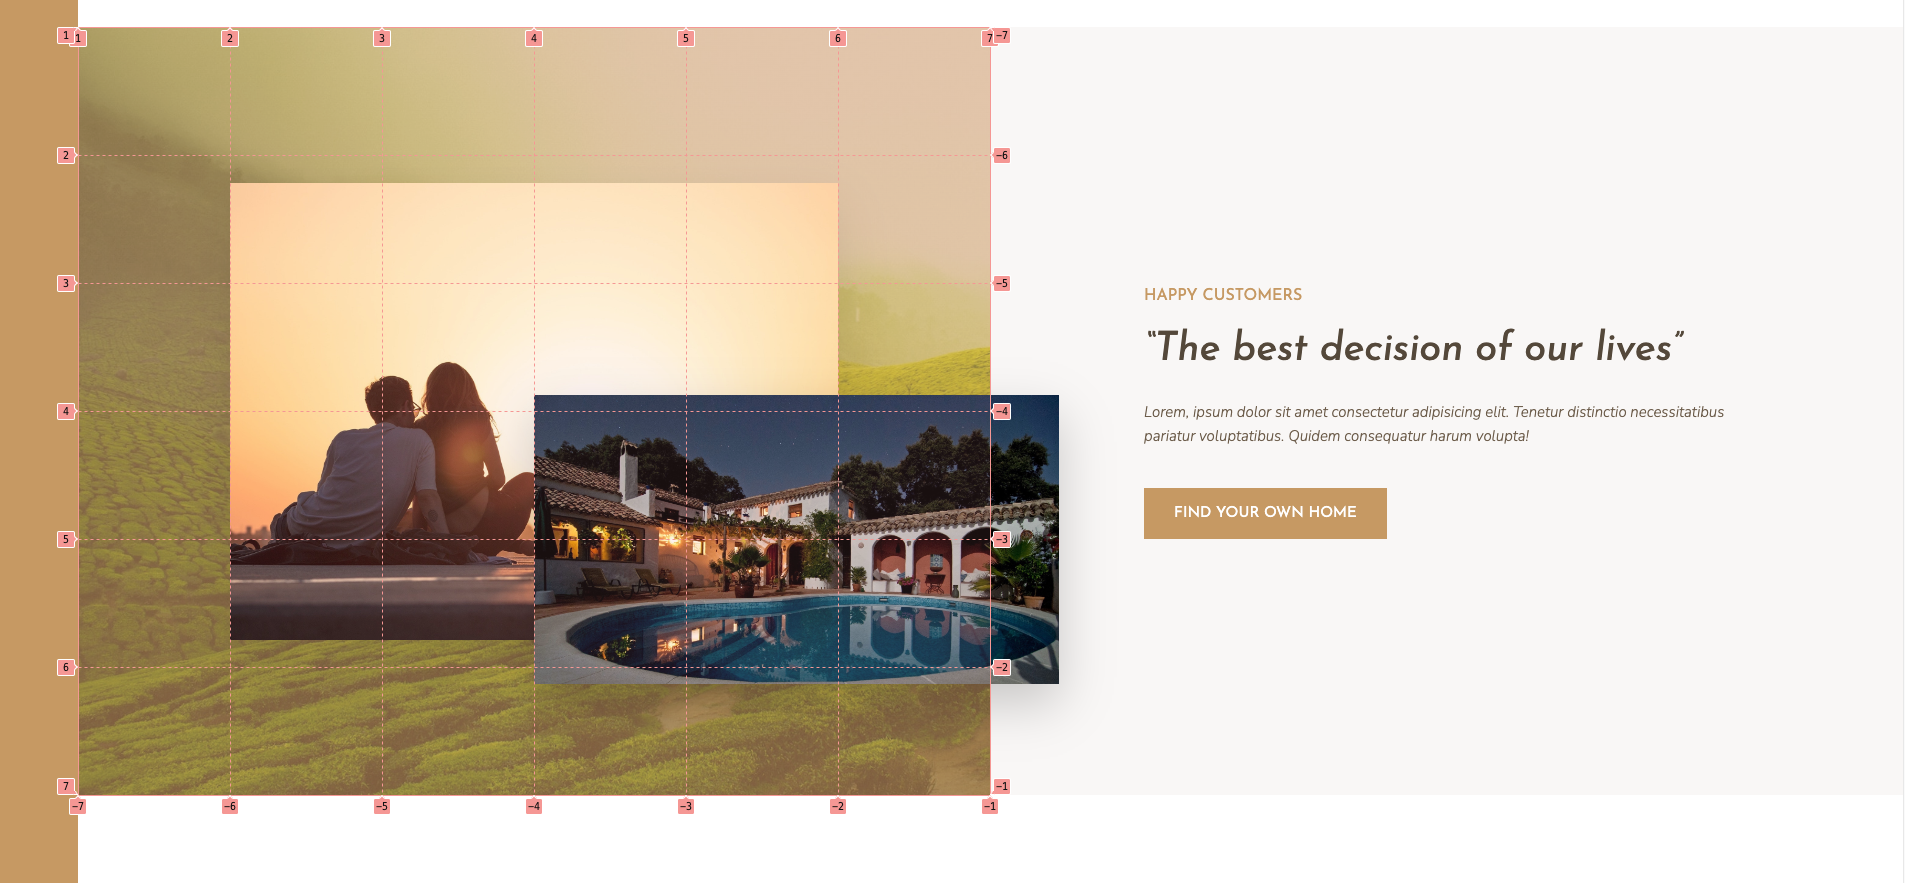 1 1 2 3 4 5 6 7 –7
2 –6
3 –5
HAPPY CUSTOMERS
“The best decision of our lives”
4 –4
Lorem, ipsum dolor sit amet consectetur adipisicing elit. Tenetur distinctio necessitatibus
pariatur voluptatibus. Quidem consequatur harum volupta!
FIND YOUR OWN HOME
5 –3
6 –2
7 –1
–7 –6 –5 –4 –3 –2 –1